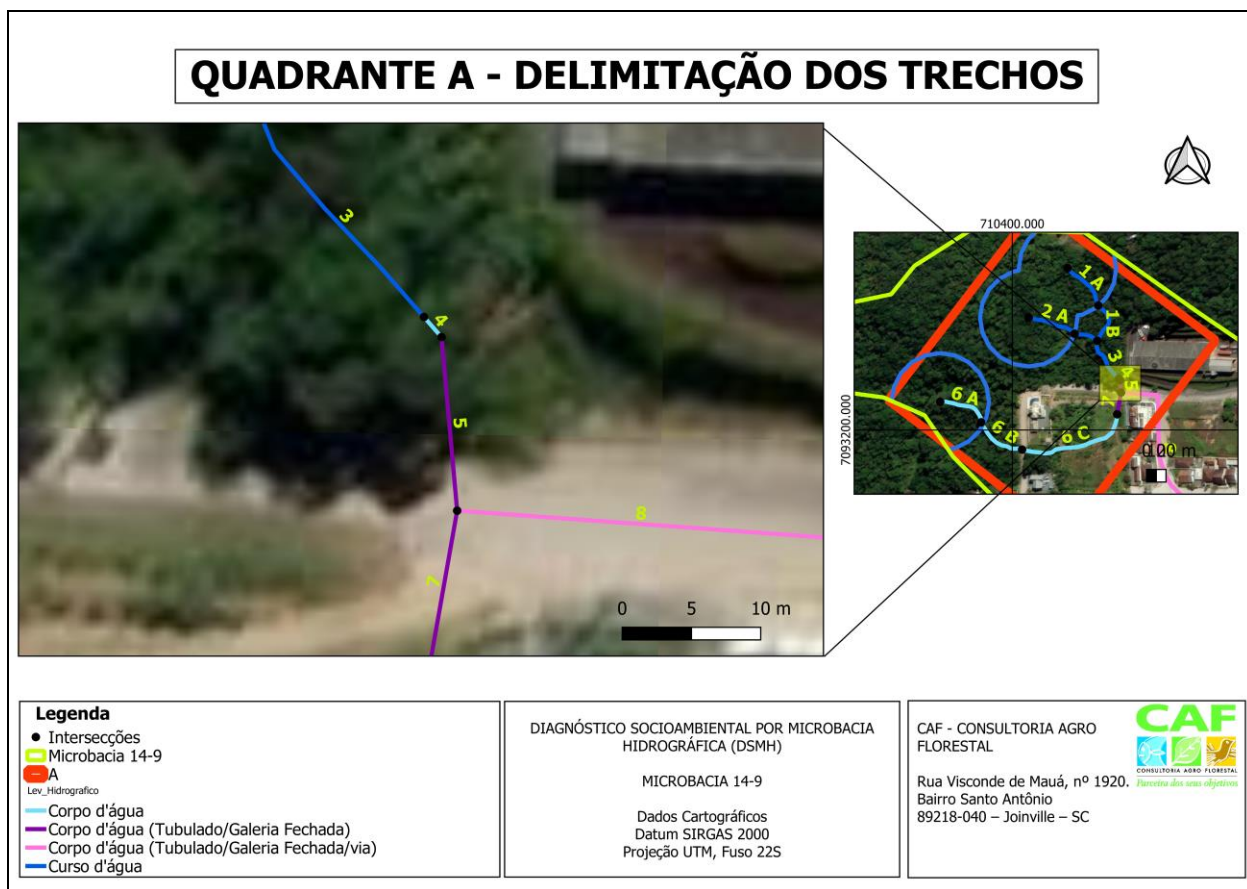 QUADRANTE A - DELIMITAÇÃO DOS TRECHOS
3
4
5
8
7
0 5 10 m
710400.000
7093200.000
1 A
2 A
1 B
3
4
5
6 A
6 B
6 C
Legenda
Intersecções
Microbacia 14-9
A
Lev_Hidrografico
Corpo d'água
Corpo d'água (Tubulado/Galeria Fechada)
Corpo d'água (Tubulado/Galeria Fechada/via)
Curso d'água
DIAGNÓSTICO SOCIOAMBIENTAL POR MICROBACIA
HIDROGRÁFICA (DSMH)
MICROBACIA 14-9
Dados Cartográficos
Datum SIRGAS 2000
Projeção UTM, Fuso 22S
CAF - CONSULTORIA AGRO
FLORESTAL
Rua Visconde de Mauá, nº 1920.
Bairro Santo Antônio
89218-040 – Joinville – SC
CAF
CONSULTORIA AGRO FLORESTAL
Parceira dos seus objetivos